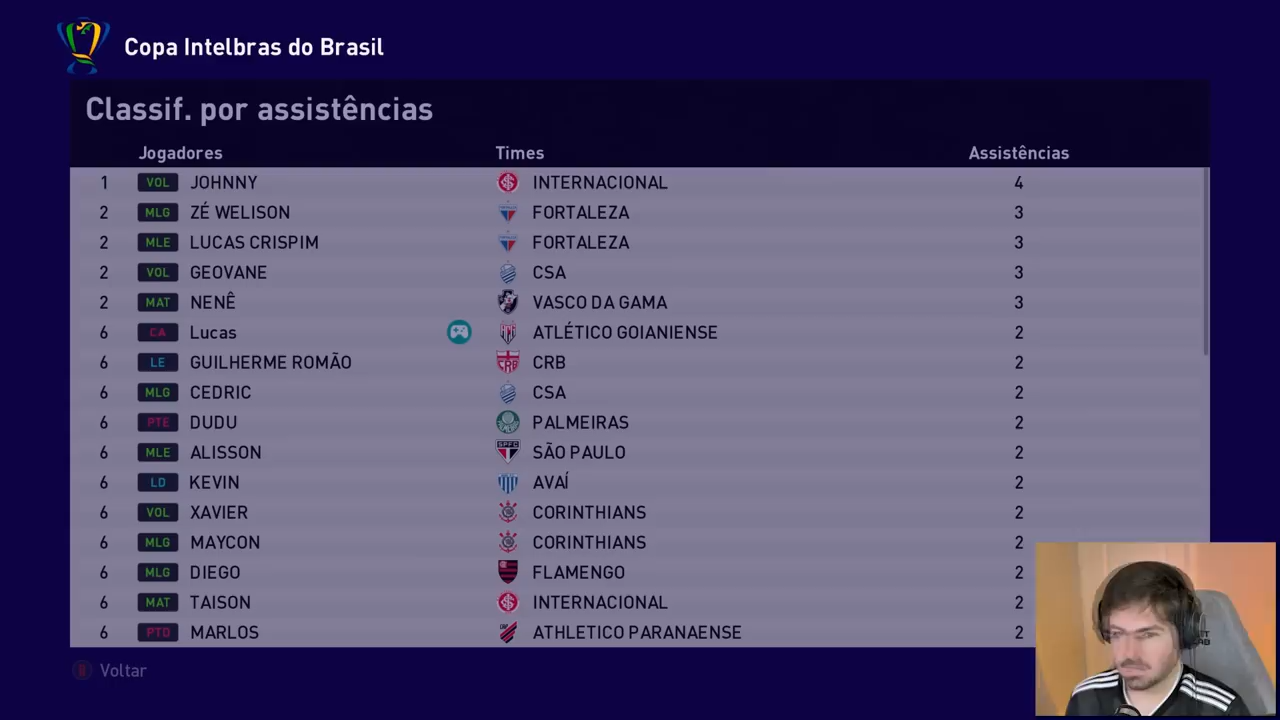 Copa Intelbras do Brasil
Classif. por assistências
Jogadores Times Assistências
1 VOL JOHNNY INTERNACIONAL 4
2 MLG ZÉ WELISON FORTALEZA 3
2 MLE LUCAS CRISPIM FORTALEZA 3
2 VOL GEOVANE CSA 3
2 MAT NENÊ VASCO DA GAMA 3
6 CA Lucas ATLÉTICO GOIANIENSE 2
6 LE GUILHERME ROMÃO CRB 2
6 MLG CEDRIC CSA 2
6 PTE DUDU PALMEIRAS 2
6 MLE ALISSON SÃO PAULO 2
6 LD KEVIN AVAÍ 2
6 VOL XAVIER CORINTHIANS 2
6 MLG MAYCON CORINTHIANS 2
6 MLG DIEGO FLAMENGO 2
6 MAT TAISON INTERNACIONAL 2
6 PTD MARLOS ATHLETICO PARANAENSE 2
Voltar